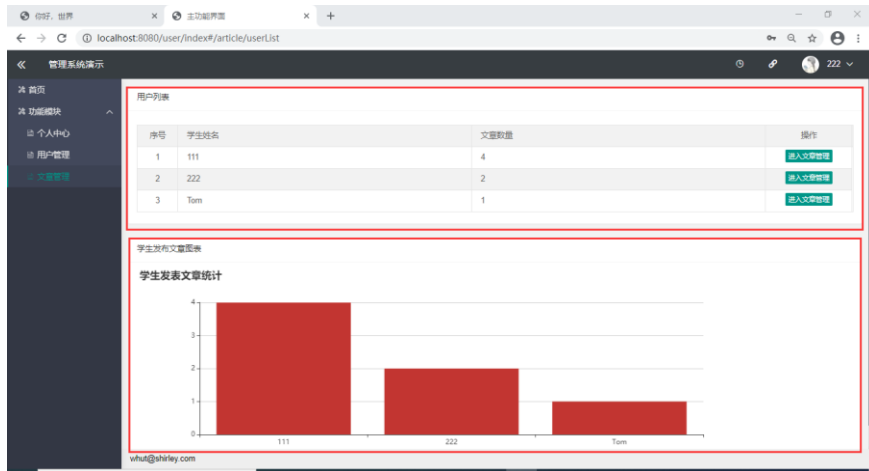 你好，世界
主功能界面
localhost:8080/user/index#/article/userList
管理系统演示
222
首页
功能模块
个人中心
用户管理
文章管理
用户列表
序号 学生姓名 文章数量 操作
1 111 4 进入文章管理
2 222 2 进入文章管理
3 Tom 1 进入文章管理
学生发布文章图表
学生发表文章统计
4
3
2
1
0
111 222 Tom
whut@shirley.com